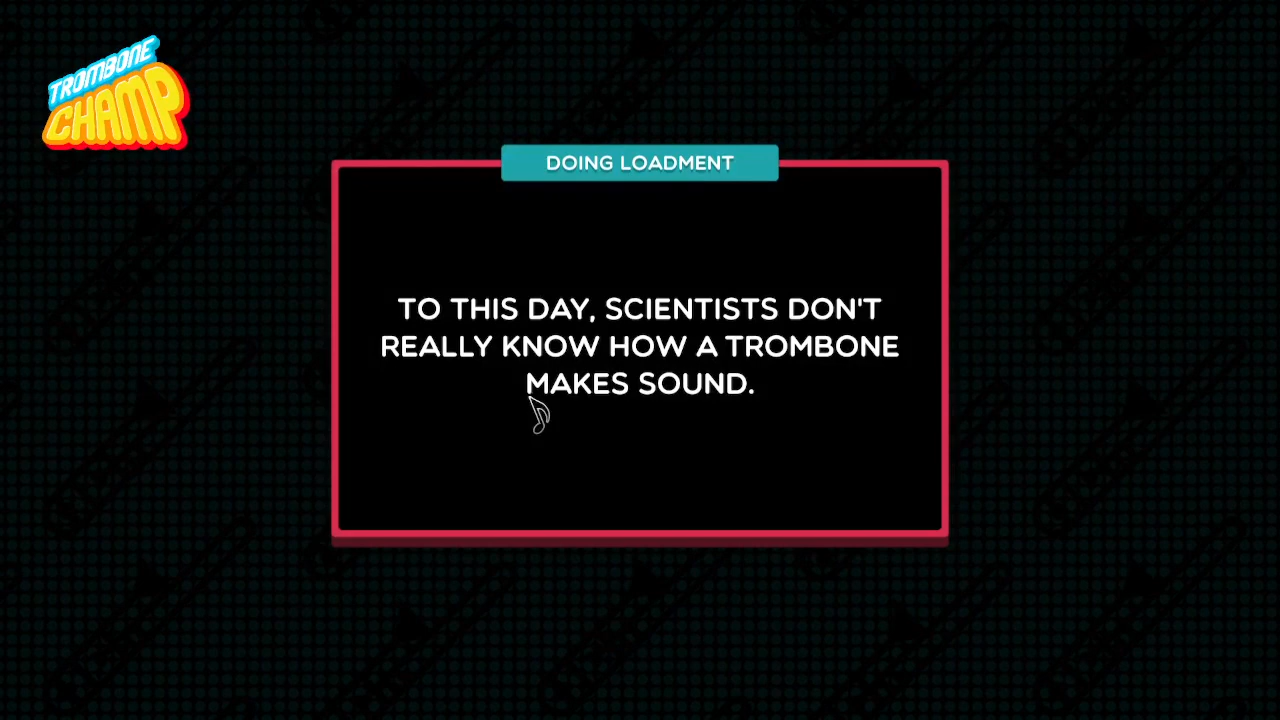 TROMBONE
CHAMP
DOING LOADMENT
TO THIS DAY, SCIENTISTS DON'T
REALLY KNOW HOW A TROMBONE
MAKES SOUND.